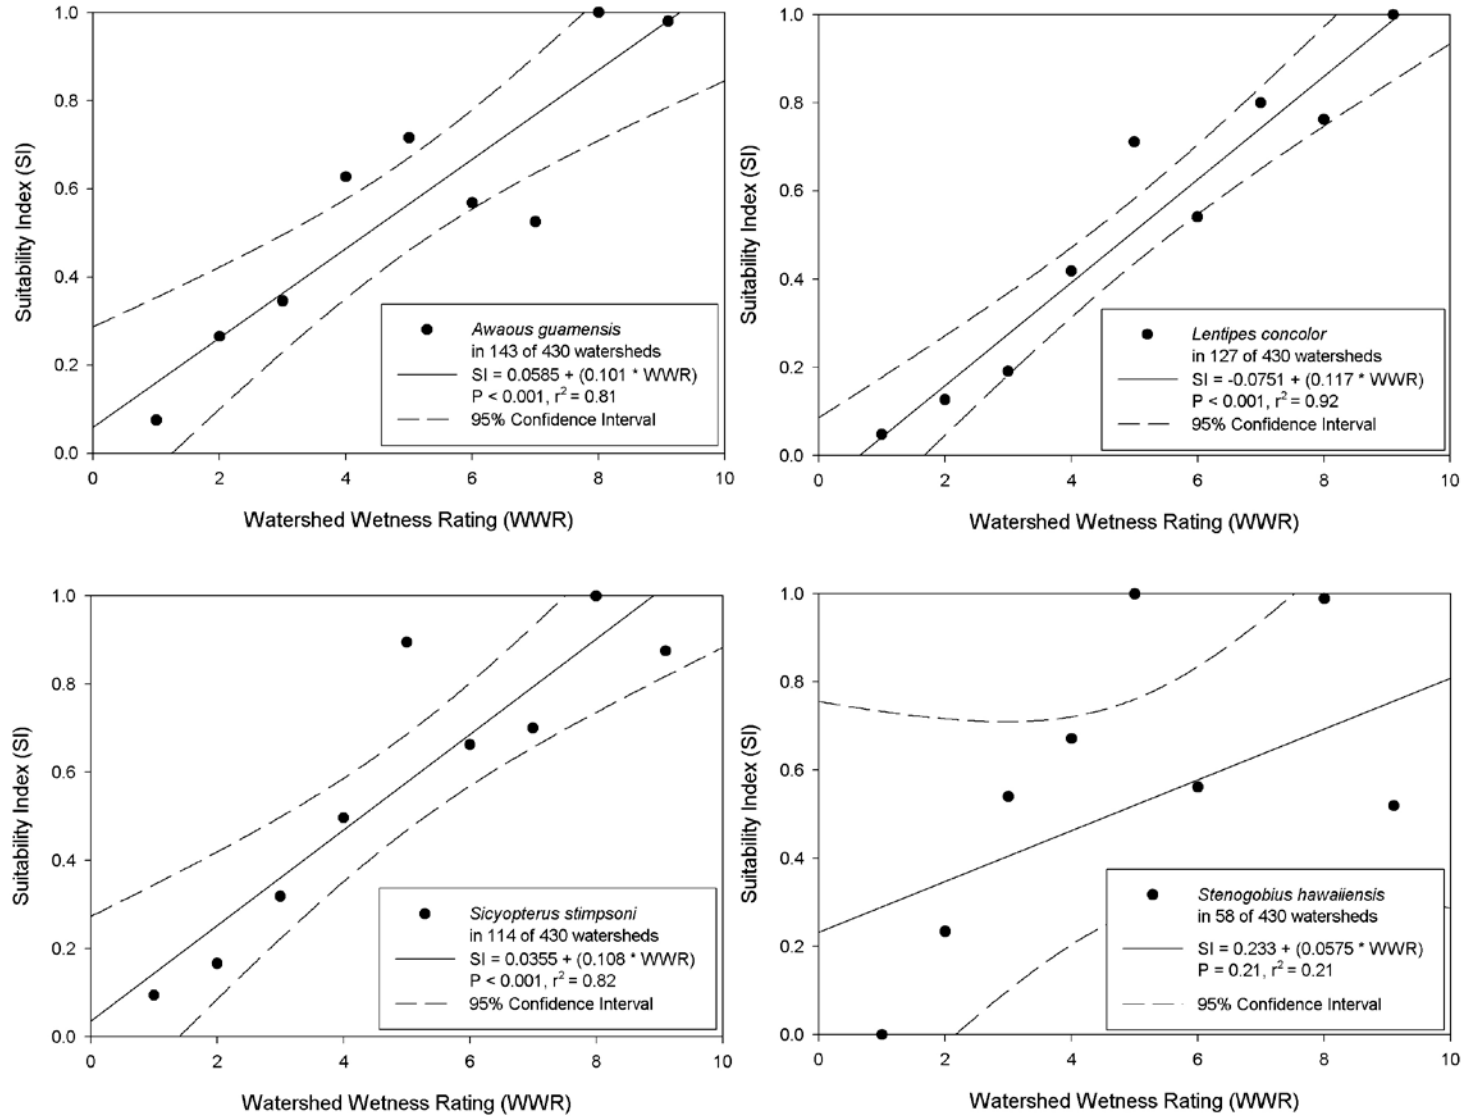 1.0
0.8
0.6
0.4
0.2
0.0
Suitability Index (SI)
Awaous guamensis
in 143 of 430 watersheds
SI = 0.0585 + (0.101 * WWR)
P < 0.001, r² = 0.81
95% Confidence Interval
0 2 4 6 8 10
Watershed Wetness Rating (WWR)
1.0
0.8
0.6
0.4
0.2
0.0
Suitability Index (SI)
Lentipes concolor
in 127 of 430 watersheds
SI = -0.0751 + (0.117 * WWR)
P < 0.001, r² = 0.92
95% Confidence Interval
0 2 4 6 8 10
Watershed Wetness Rating (WWR)
1.0
0.8
0.6
0.4
0.2
0.0
Suitability Index (SI)
Sicyopterus stimpsoni
in 114 of 430 watersheds
SI = 0.0355 + (0.108 * WWR)
P < 0.001, r² = 0.82
95% Confidence Interval
0 2 4 6 8 10
Watershed Wetness Rating (WWR)
1.0
0.8
0.6
0.4
0.2
0.0
Suitability Index (SI)
Stenogobius hawaiiensis
in 58 of 430 watersheds
SI = 0.233 + (0.0575 * WWR)
P = 0.21, r² = 0.21
95% Confidence Interval
0 2 4 6 8 10
Watershed Wetness Rating (WWR)